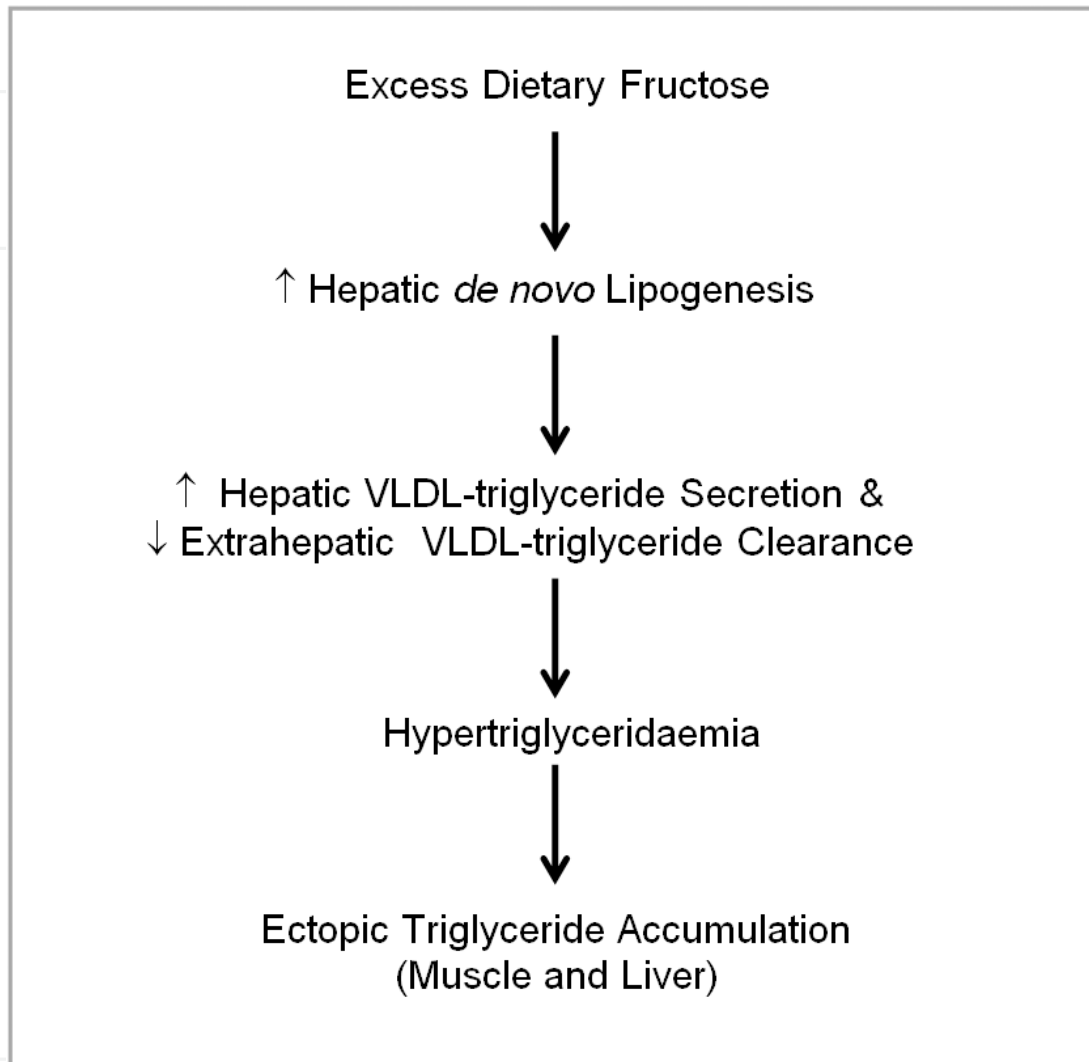 Excess Dietary Fructose
↑ Hepatic de novo Lipogenesis
↑ Hepatic VLDL-triglyceride Secretion &
↓ Extrahepatic VLDL-triglyceride Clearance
Hypertriglyceridaemia
Ectopic Triglyceride Accumulation
(Muscle and Liver)